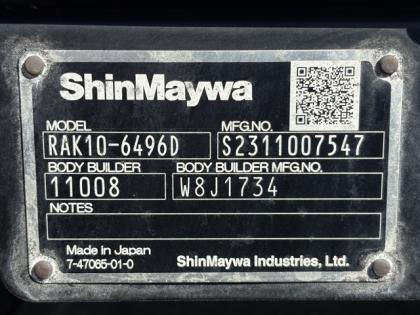 ShinMaywa
MODEL MFG.NO.
RAK10-6496D S2311007547
BODY BUILDER BODY BUILDER MFG.NO.
11008 W8J1734
NOTES
Made in Japan
7-47065-01-0 ShinMaywa Industries, Ltd.